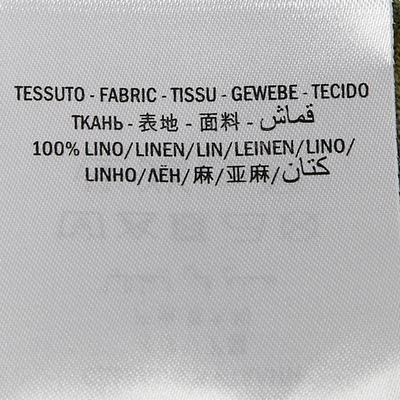 TESSUTO - FABRIC - TISSU - GEWEBE - TECIDO
ТКАНЬ - 表地 - 面料 - قماش
100% LINO/LINEN/LIN/LEINEN/LINO/
LINHO/ЛЁН/麻/亚麻/كتان